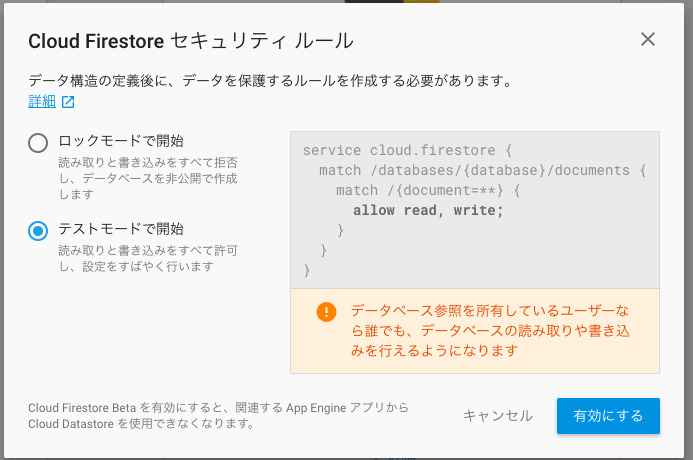 Cloud Firestore セキュリティ ルール
データ構造の定義後に、データを保護するルールを作成する必要があります。
詳細
ロックモードで開始
読み取りと書き込みをすべて拒否
し、データベースを非公開で作成
します
テストモードで開始
読み取りと書き込みをすべて許可
し、設定をすばやく行います
service cloud.firestore {
match /databases/{database}/documents {
match /{document=**} {
allow read, write;
}
}
}
データベース参照を所有しているユーザーな
ら誰でも、データベースの読み取りや書き込
みを行えるようになります
Cloud Firestore Beta を有効にすると、関連する App Engine アプリから
Cloud Datastore を使用できなくなります。
キャンセル
有効にする